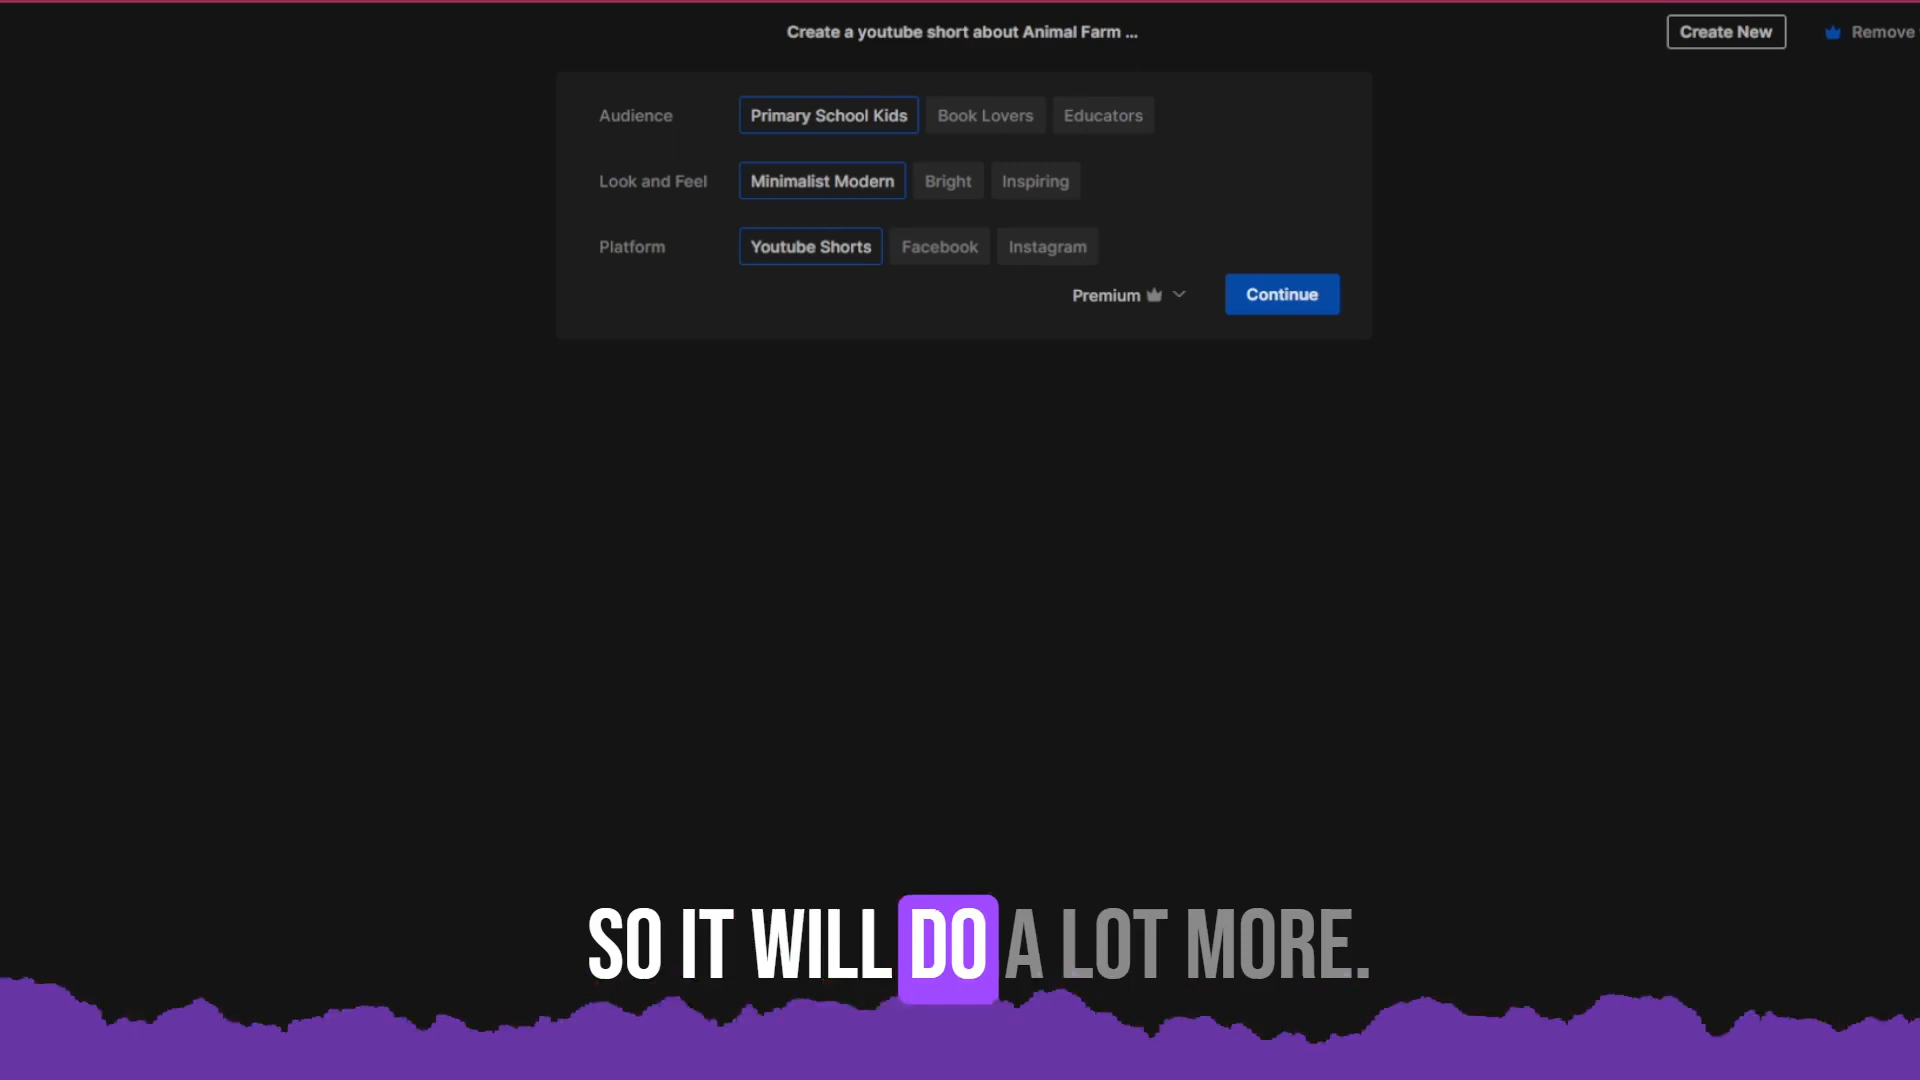 Create a youtube short about Animal Farm ...
Create New
Remove
Audience
Primary School Kids
Book Lovers
Educators
Look and Feel
Minimalist Modern
Bright
Inspiring
Platform
Youtube Shorts
Facebook
Instagram
Premium
Continue
SO IT WILL DO A LOT MORE.